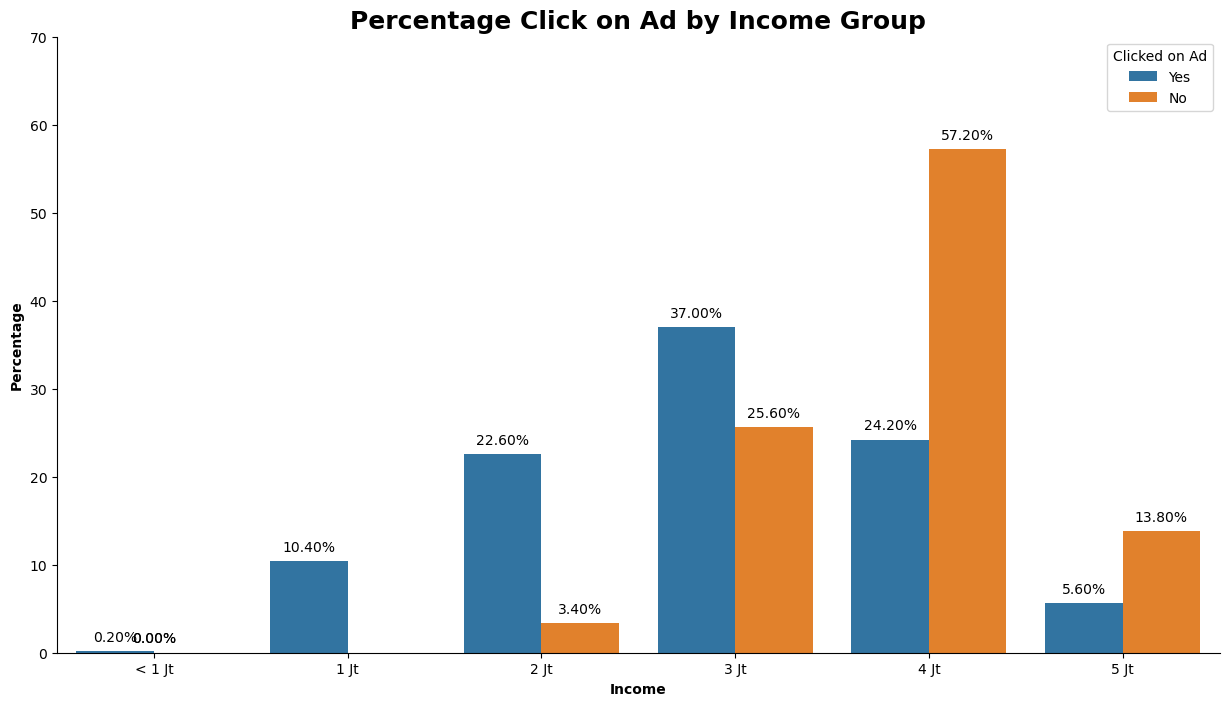 Percentage Click on Ad by Income Group
Clicked on Ad
Yes
No
Percentage
70
60
50
40
30
20
10
0
0.20%
0.00%
10.40%
22.60%
3.40%
37.00%
25.60%
24.20%
57.20%
5.60%
13.80%
< 1 Jt
1 Jt
2 Jt
3 Jt
4 Jt
5 Jt
Income